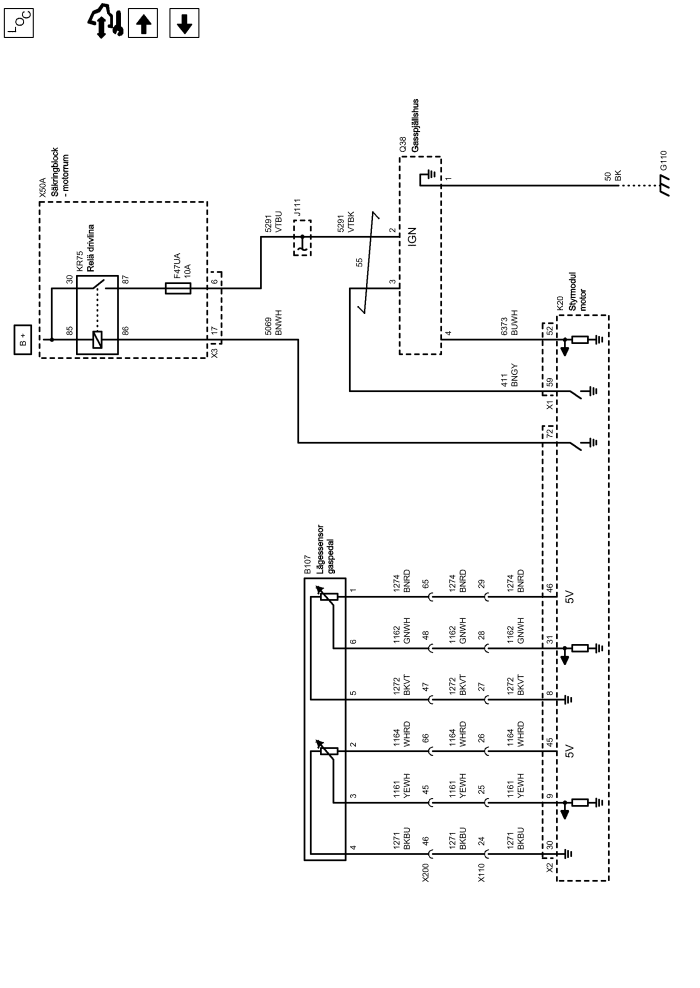 LOC
X50A
Säkringblock
- motorrum
KR75
Relä drivlina
B +
30
87
85
86
F47UA
10A
6
17
X3
5291
VTBU
J111
5291
VTBK
5069
BNWH
55
Q38
Gasspjällshus
IGN
2
3
1
4
50
BK
G110
6373
BUWH
411
BNGY
K20
Styrmodul
motor
52
59
X1
72
B107
Lägessensor
gaspedal
1
1274
BNRD
65
1274
BNRD
29
1274
BNRD
46
5V
6
1162
GNWH
48
1162
GNWH
28
1162
GNWH
31
5
1272
BKVT
47
1272
BKVT
27
1272
BKVT
8
2
1164
WHRD
66
1164
WHRD
26
1164
WHRD
45
5V
3
1161
YEWH
45
1161
YEWH
25
1161
YEWH
9
4
1271
BKBU
46
1271
BKBU
24
1271
BKBU
30
X200
X110
X2